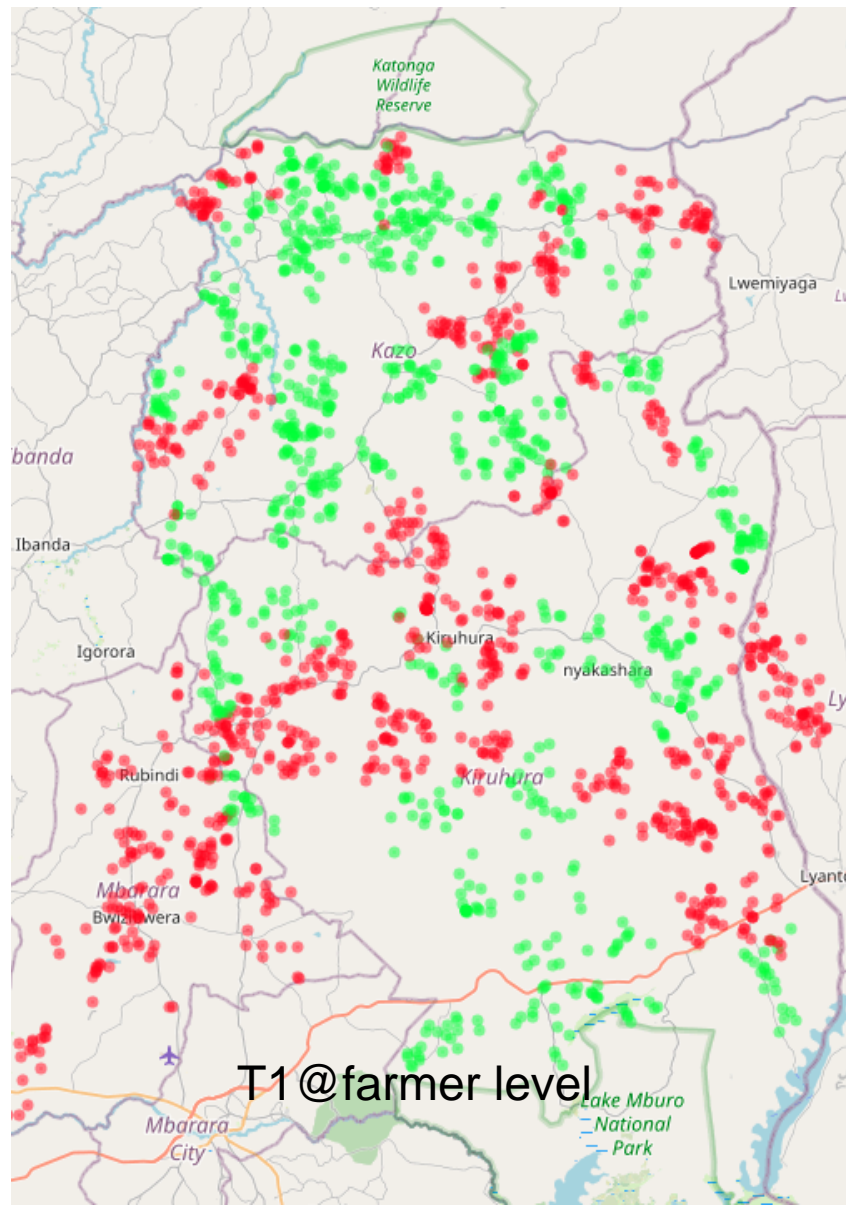 Katonga
Wildlife
Reserve
Lwemiyaga
Kazo
banda
Ibanda
Igorora
Kiruhura
nyakashara
Ly
Rubindi
Kiruhura
Mbarara
Lyanto
T1@farmer level
Mbarara
City
Lake Mburo
National
Park